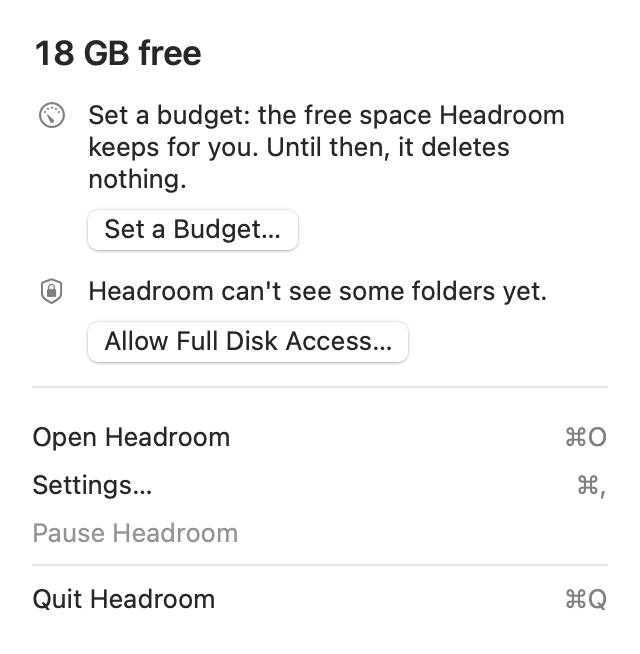 18 GB free
Set a budget: the free space Headroom
keeps for you. Until then, it deletes
nothing.
Set a Budget…
Headroom can't see some folders yet.
Allow Full Disk Access…
Open Headroom ⌘O
Settings… ⌘,
Pause Headroom
Quit Headroom ⌘Q